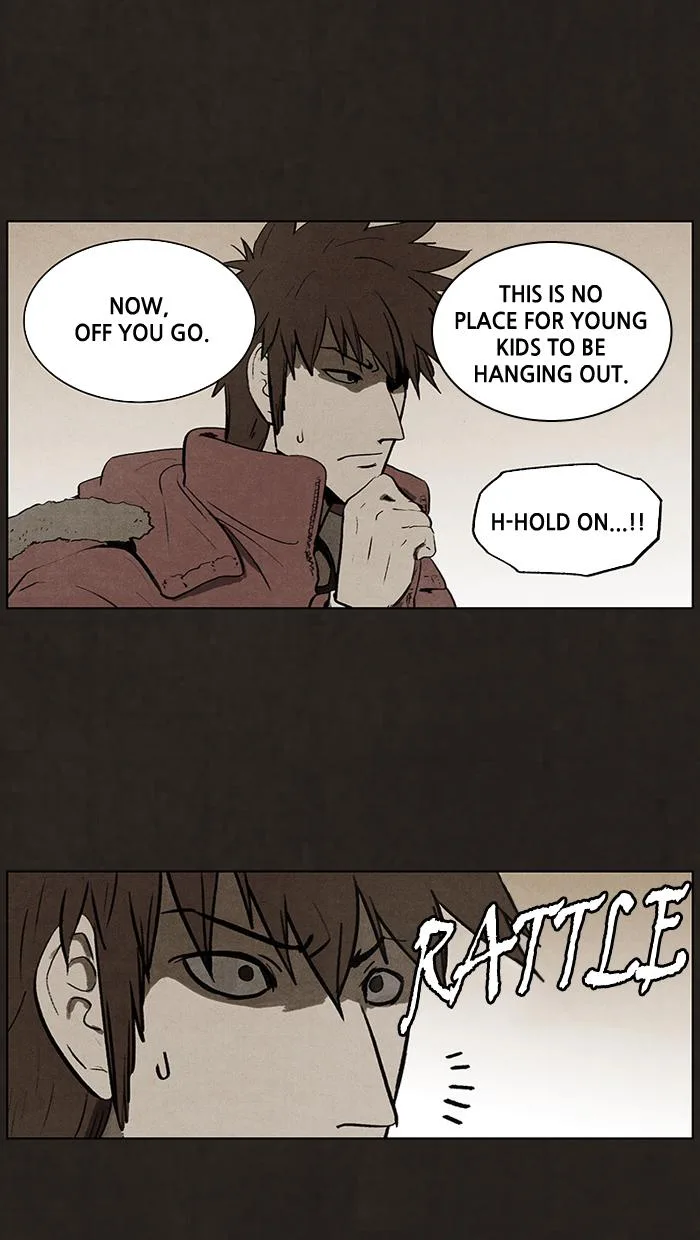 NOW,
OFF YOU GO.
THIS IS NO
PLACE FOR YOUNG
KIDS TO BE
HANGING OUT.
H-HOLD ON...!!
RATTLE